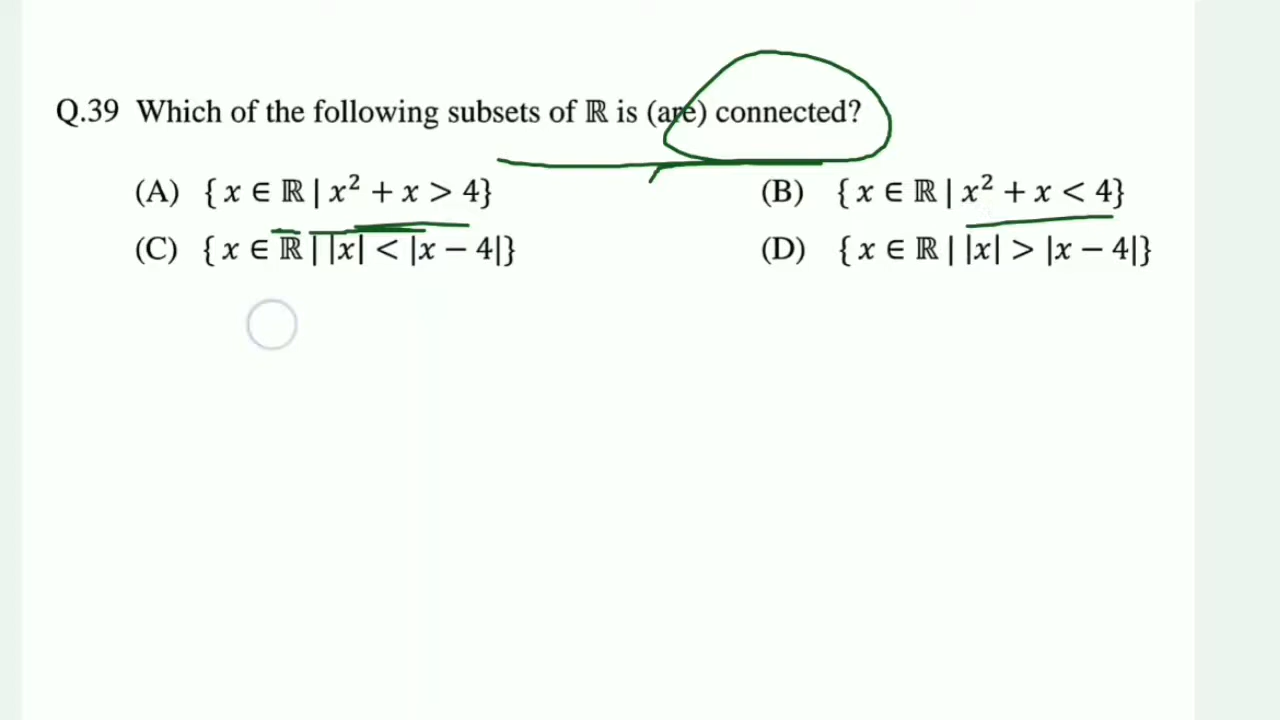 Q.39 Which of the following subsets of ℝ is (are) connected?
(A) { x ∈ ℝ | x² + x > 4}
(B) { x ∈ ℝ | x² + x < 4}
(C) { x ∈ ℝ | |x| < |x − 4|}
(D) { x ∈ ℝ | |x| > |x − 4|}